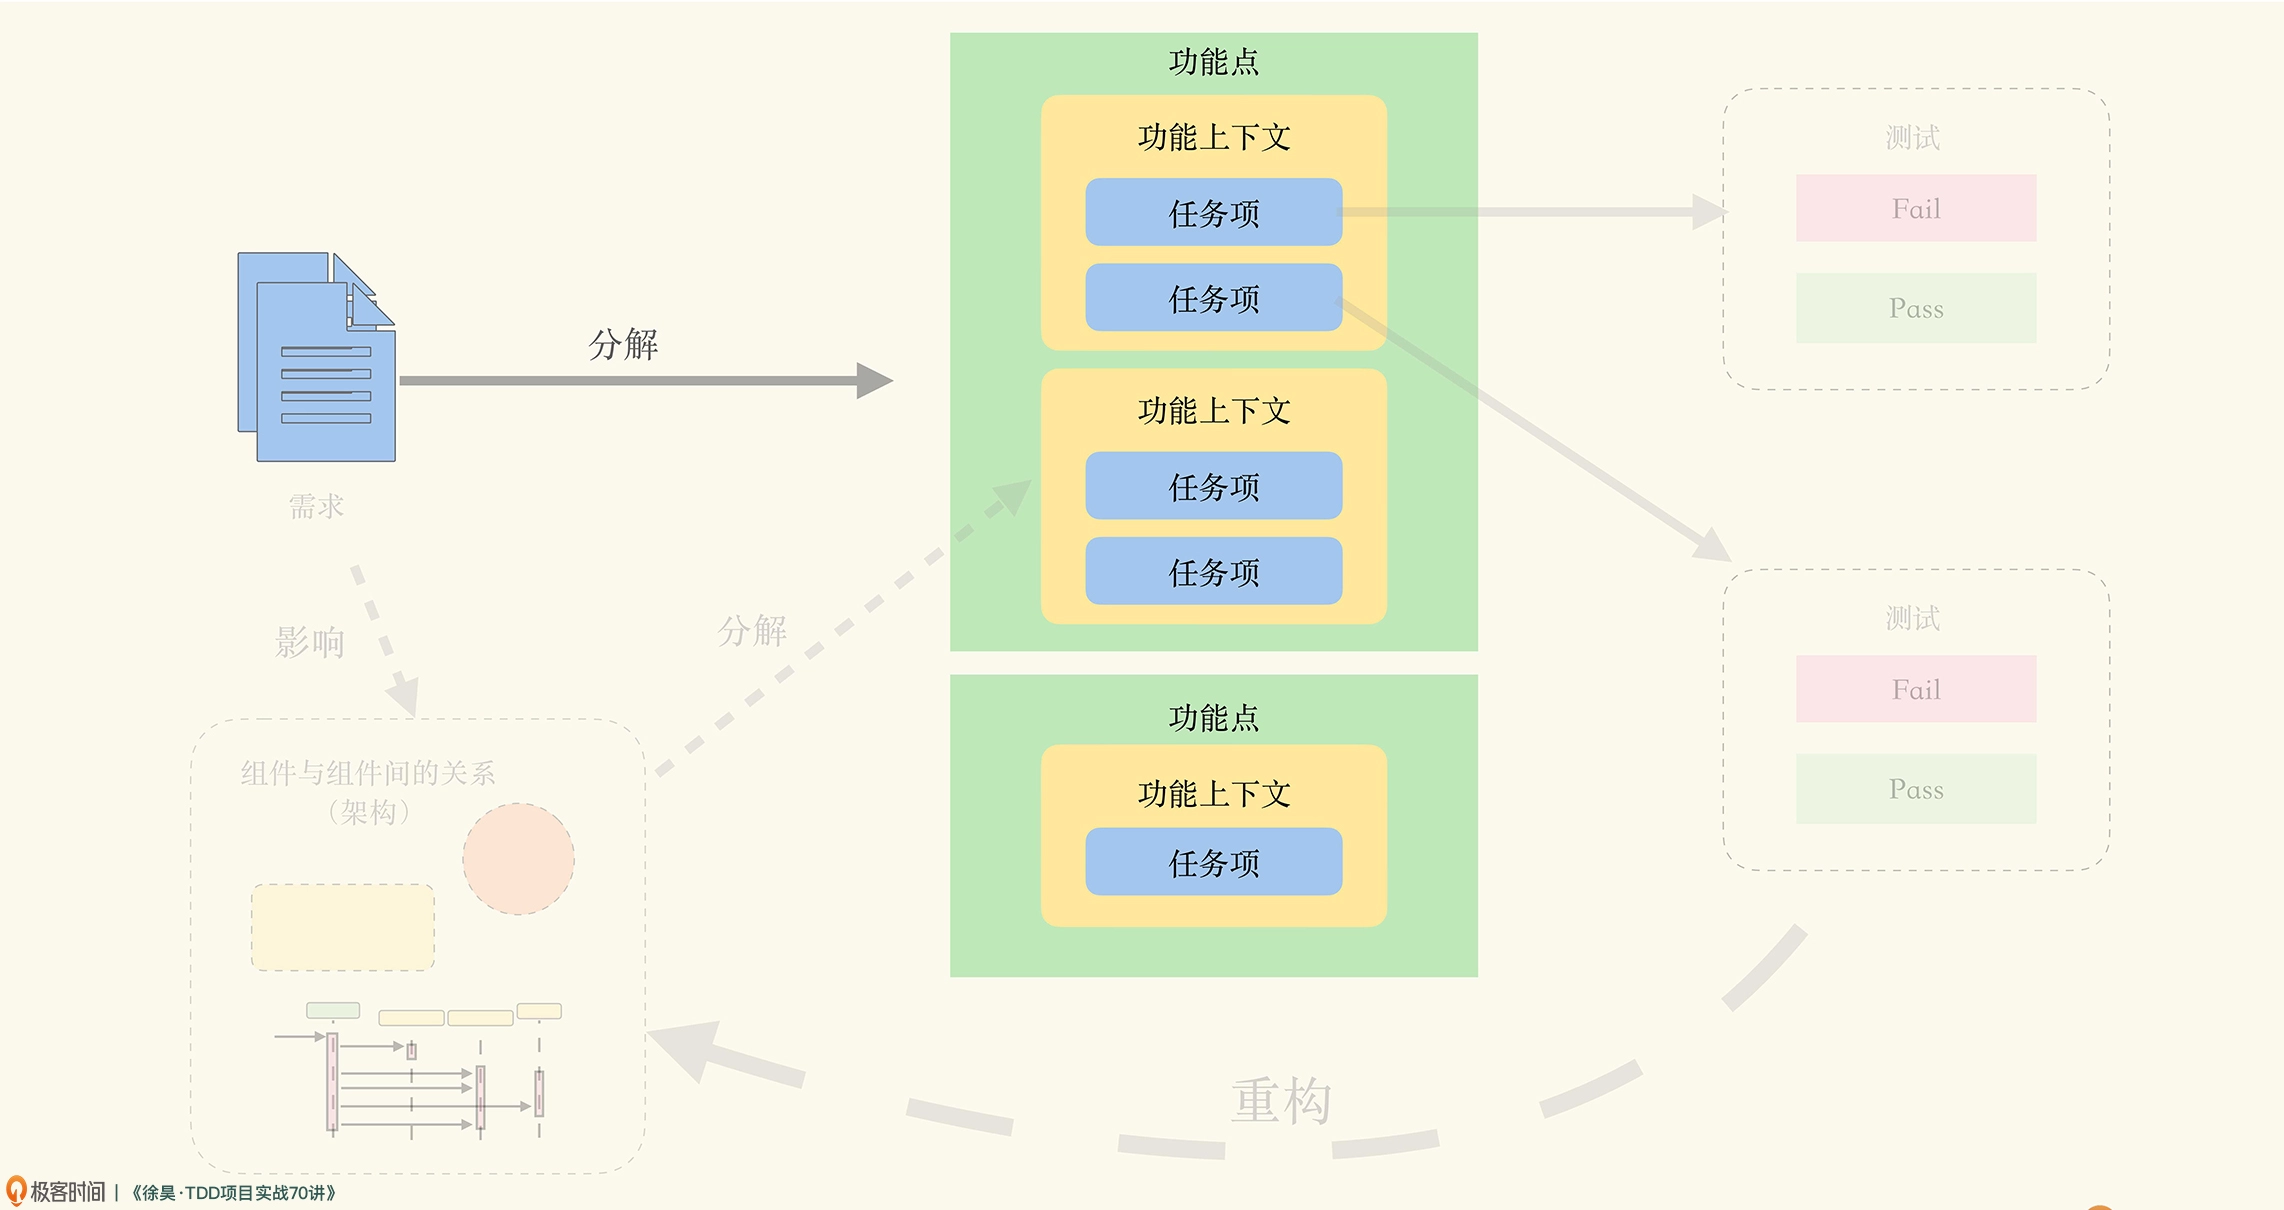 功能点
功能上下文
任务项
任务项
功能上下文
任务项
任务项
功能点
功能上下文
任务项
分解
需求
影响
分解
组件与组件间的关系
（架构）
测试
Fail
Pass
测试
Fail
Pass
重构
极客时间 | 《徐昊·TDD项目实战70讲》